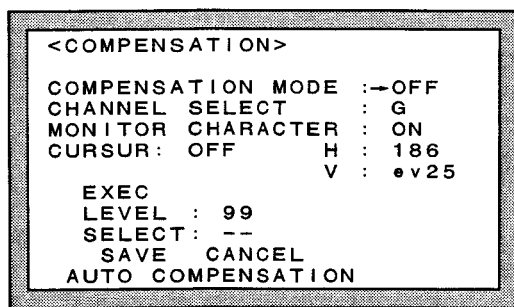 <COMPENSATION>
COMPENSATION MODE :→OFF
CHANNEL SELECT : G
MONITOR CHARACTER : ON
CURSUR: OFF H : 186
V : ev25
EXEC
LEVEL : 99
SELECT: --
SAVE CANCEL
AUTO COMPENSATION